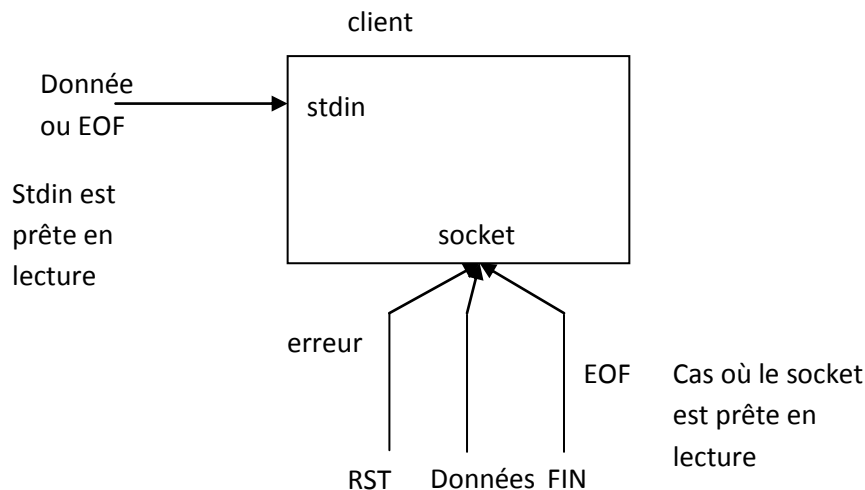 client
Donnée
ou EOF
stdin
Stdin est
prête en
lecture
socket
erreur
EOF
Cas où le socket
est prête en
lecture
RST
Données
FIN